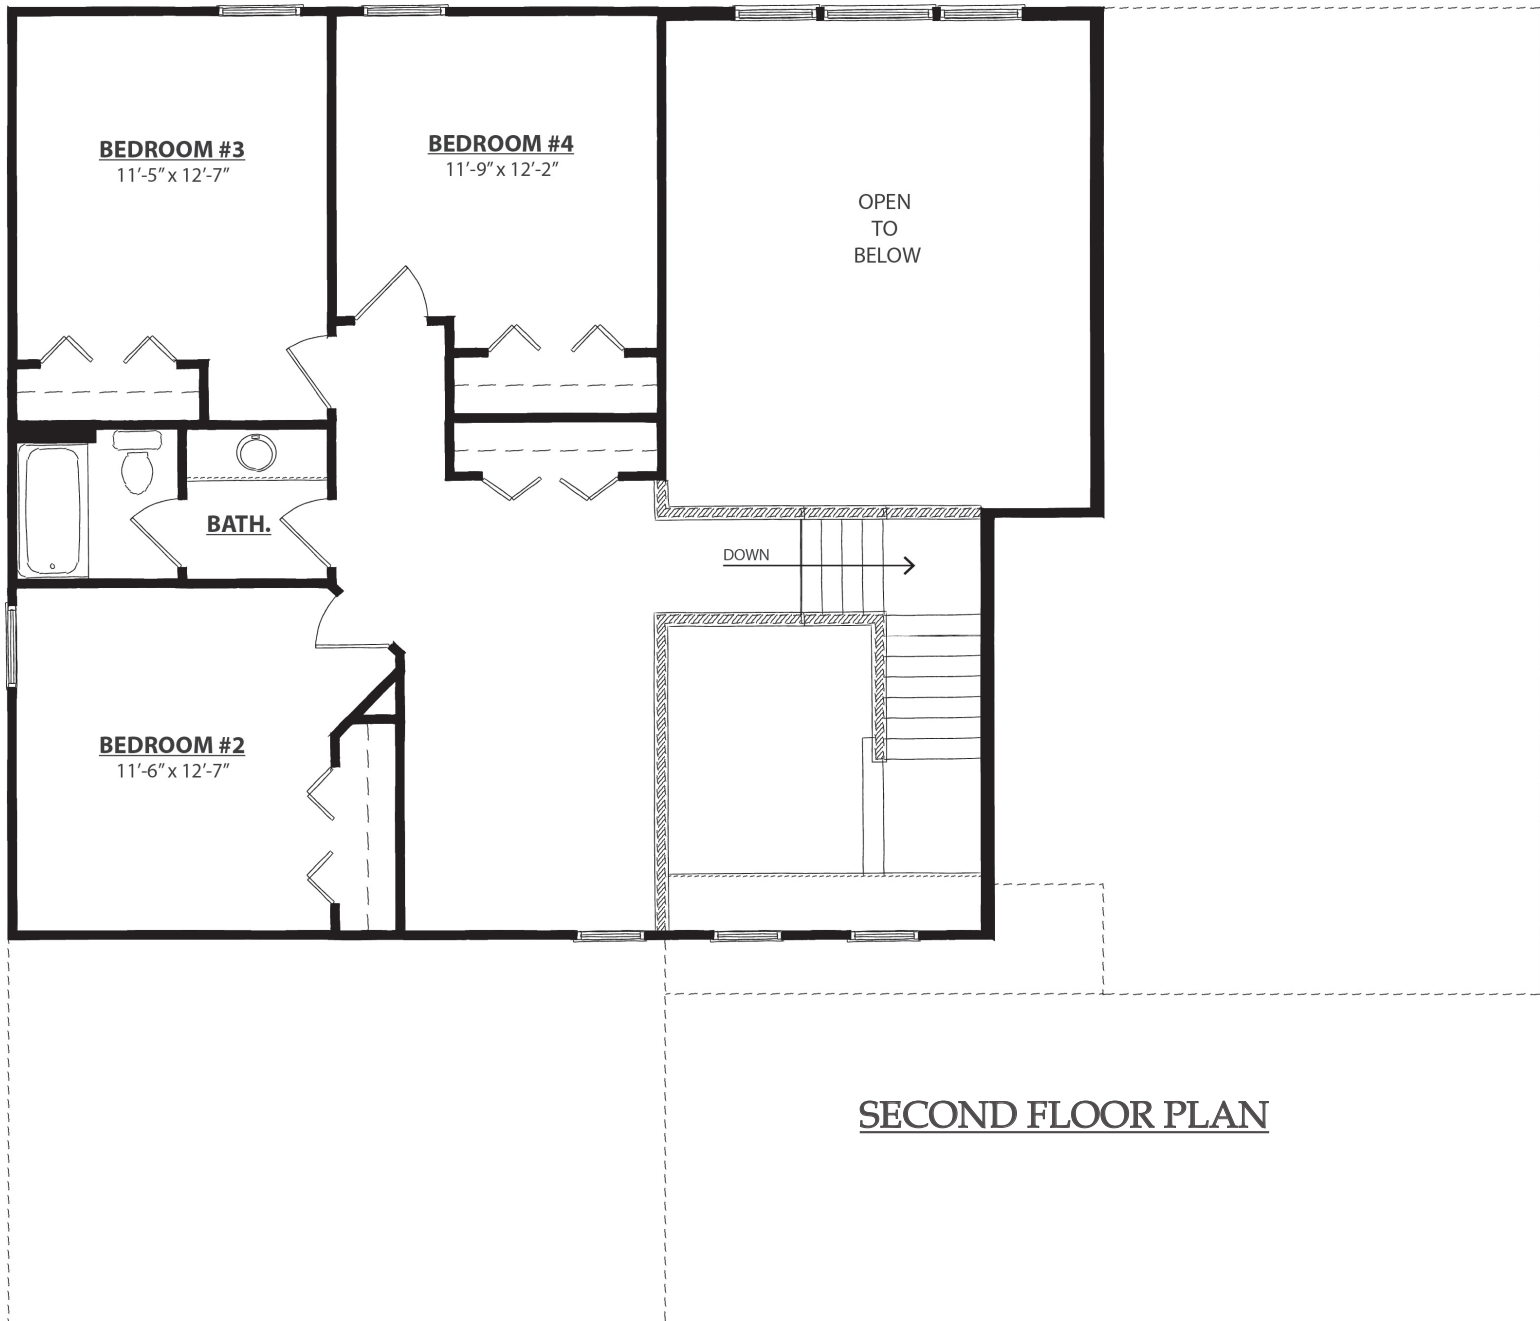 BEDROOM #3
11’-5” x 12’-7”
BEDROOM #4
11’-9” x 12’-2”
OPEN
TO
BELOW
BATH.
DOWN
BEDROOM #2
11’-6” x 12’-7”
SECOND FLOOR PLAN